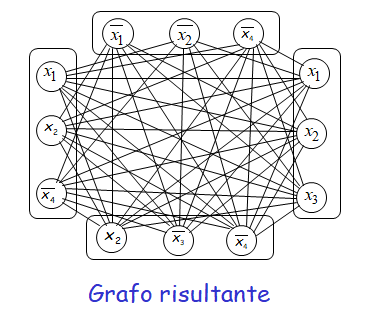 x̅₁ x̅₂ x̅₄
x₁ x₁
x₂ x₂
x̅₄ x₃
x₂ x̅₃ x̅₄
Grafo risultante